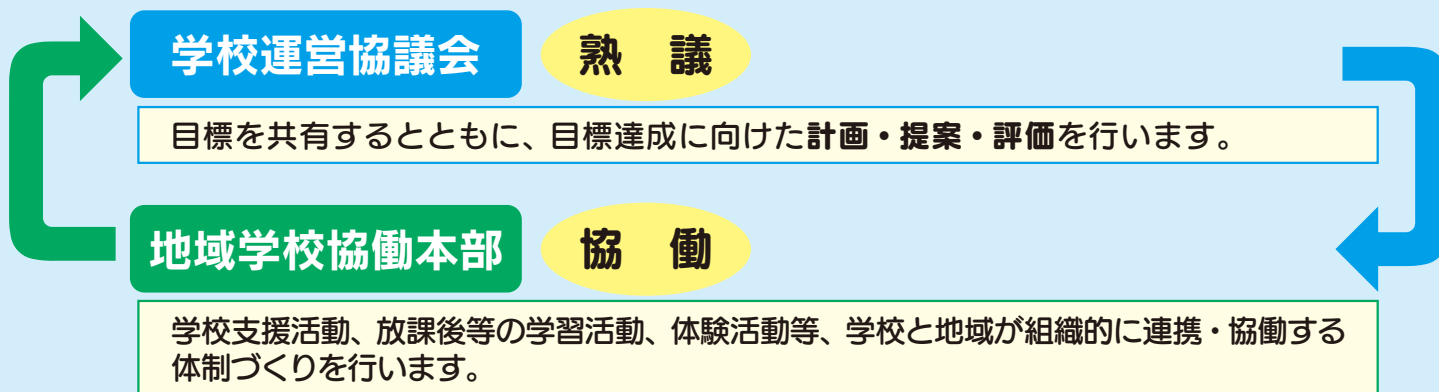 学校運営協議会
熟 議
目標を共有するとともに、目標達成に向けた計画・提案・評価を行います。
地域学校協働本部
協 働
学校支援活動、放課後等の学習活動、体験活動等、学校と地域が組織的に連携・協働する
体制づくりを行います。